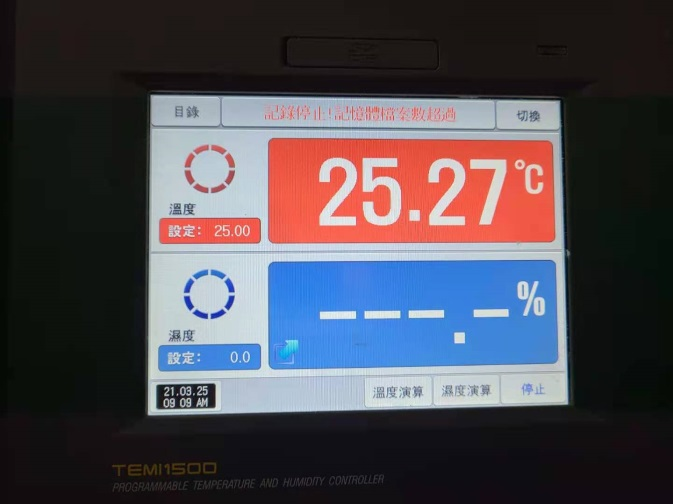 目錄
記錄停止!記憶體檔案數超過
切換
25.27℃
溫度
設定: 25.00
---.-%
濕度
設定: 0.0
21.03.25
09 09 AM
溫度演算
濕度演算
停止
TEMI1500
PROGRAMMABLE TEMPERATURE AND HUMIDITY CONTROLLER